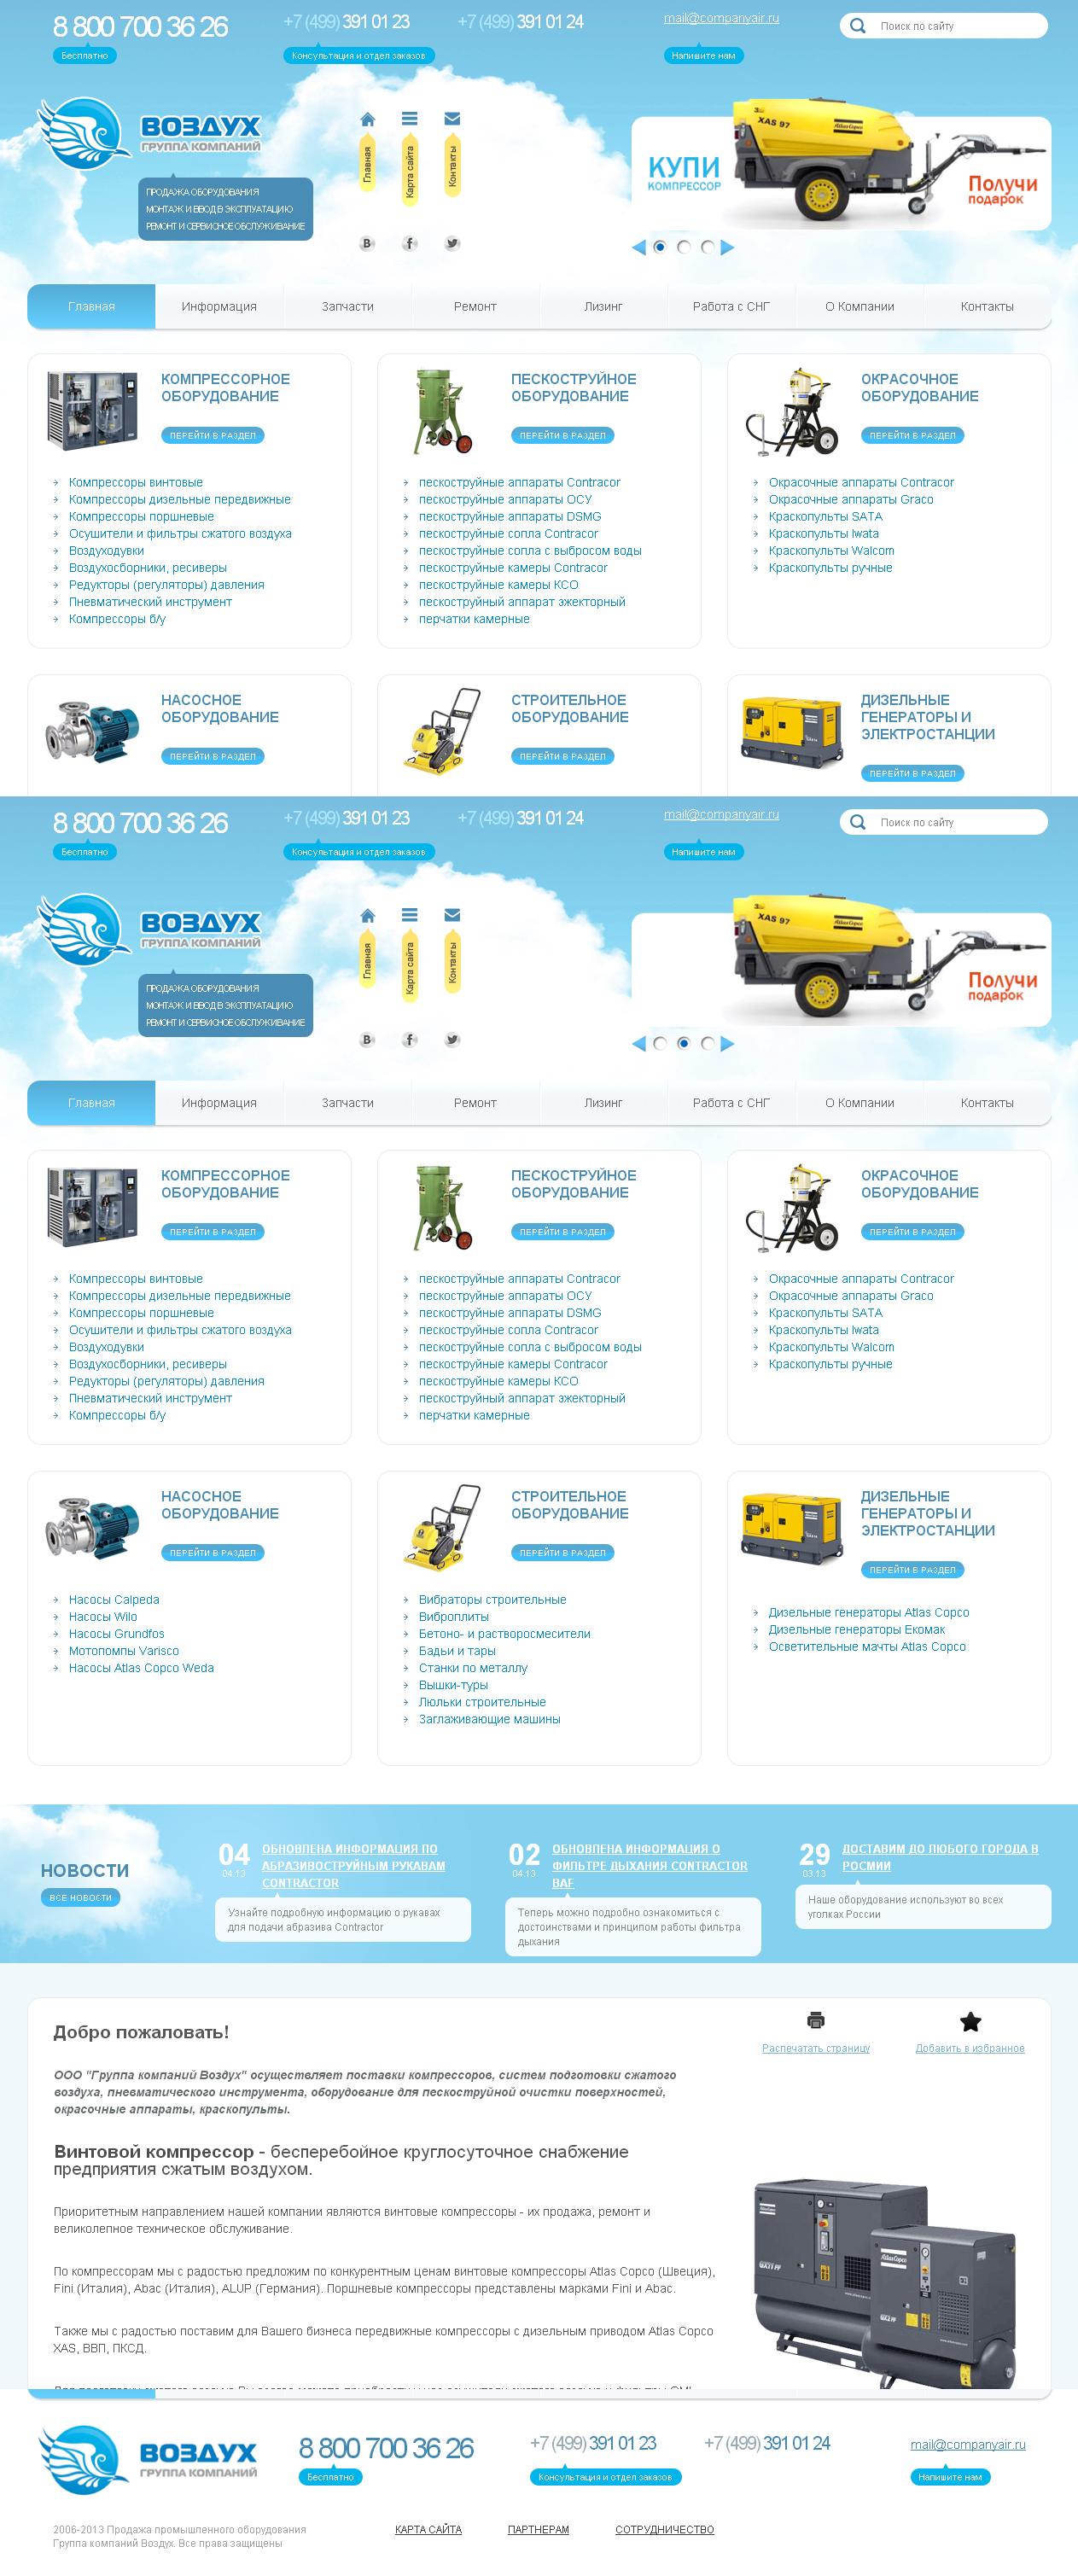 8 800 700 36 26
+7 (499) 391 01 23
+7 (499) 391 01 24
mail@companyair.ru
Поиск по сайту
Бесплатно
Консультация и отдел заказов
Напишите нам
ВОЗДУХ
ГРУППА КОМПАНИЙ
ПРОДАЖА ОБОРУДОВАНИЯ
МОНТАЖ И ВВОД В ЭКСПЛУАТАЦИЮ
РЕМОНТ И СЕРВИСНОЕ ОБСЛУЖИВАНИЕ
Главная
Карта сайта
Контакты
КУПИ
КОМПРЕССОР
XAS 97
Atlas Copco
Получи
подарок
Главная
Информация
Запчасти
Ремонт
Лизинг
Работа с СНГ
О Компании
Контакты
КОМПРЕССОРНОЕ
ОБОРУДОВАНИЕ
ПЕРЕЙТИ В РАЗДЕЛ
Компрессоры винтовые
Компрессоры дизельные передвижные
Компрессоры поршневые
Осушители и фильтры сжатого воздуха
Воздуходувки
Воздухосборники, ресиверы
Редукторы (регуляторы) давления
Пневматический инструмент
Компрессоры б/у
ПЕСКОСТРУЙНОЕ
ОБОРУДОВАНИЕ
ПЕРЕЙТИ В РАЗДЕЛ
пескоструйные аппараты Contracor
пескоструйные аппараты ОСУ
пескоструйные аппараты DSMG
пескоструйные сопла Contracor
пескоструйные сопла с выбросом воды
пескоструйные камеры Contracor
пескоструйные камеры КСО
пескоструйный аппарат эжекторный
перчатки камерные
ОКРАСОЧНОЕ
ОБОРУДОВАНИЕ
ПЕРЕЙТИ В РАЗДЕЛ
Окрасочные аппараты Contracor
Окрасочные аппараты Graco
Краскопульты SATA
Краскопульты Iwata
Краскопульты Walcom
Краскопульты ручные
НАСОСНОЕ
ОБОРУДОВАНИЕ
ПЕРЕЙТИ В РАЗДЕЛ
СТРОИТЕЛЬНОЕ
ОБОРУДОВАНИЕ
ПЕРЕЙТИ В РАЗДЕЛ
ДИЗЕЛЬНЫЕ
ГЕНЕРАТОРЫ И
ЭЛЕКТРОСТАНЦИИ
ПЕРЕЙТИ В РАЗДЕЛ
8 800 700 36 26
+7 (499) 391 01 23
+7 (499) 391 01 24
mail@companyair.ru
Поиск по сайту
Бесплатно
Консультация и отдел заказов
Напишите нам
ВОЗДУХ
ГРУППА КОМПАНИЙ
ПРОДАЖА ОБОРУДОВАНИЯ
МОНТАЖ И ВВОД В ЭКСПЛУАТАЦИЮ
РЕМОНТ И СЕРВИСНОЕ ОБСЛУЖИВАНИЕ
Главная
Карта сайта
Контакты
XAS 97
Atlas Copco
Получи
подарок
Главная
Информация
Запчасти
Ремонт
Лизинг
Работа с СНГ
О Компании
Контакты
КОМПРЕССОРНОЕ
ОБОРУДОВАНИЕ
ПЕРЕЙТИ В РАЗДЕЛ
Компрессоры винтовые
Компрессоры дизельные передвижные
Компрессоры поршневые
Осушители и фильтры сжатого воздуха
Воздуходувки
Воздухосборники, ресиверы
Редукторы (регуляторы) давления
Пневматический инструмент
Компрессоры б/у
ПЕСКОСТРУЙНОЕ
ОБОРУДОВАНИЕ
ПЕРЕЙТИ В РАЗДЕЛ
пескоструйные аппараты Contracor
пескоструйные аппараты ОСУ
пескоструйные аппараты DSMG
пескоструйные сопла Contracor
пескоструйные сопла с выбросом воды
пескоструйные камеры Contracor
пескоструйные камеры КСО
пескоструйный аппарат эжекторный
перчатки камерные
ОКРАСОЧНОЕ
ОБОРУДОВАНИЕ
ПЕРЕЙТИ В РАЗДЕЛ
Окрасочные аппараты Contracor
Окрасочные аппараты Graco
Краскопульты SATA
Краскопульты Iwata
Краскопульты Walcom
Краскопульты ручные
НАСОСНОЕ
ОБОРУДОВАНИЕ
ПЕРЕЙТИ В РАЗДЕЛ
Насосы Calpeda
Насосы Wilo
Насосы Grundfos
Мотопомпы Varisco
Насосы Atlas Copco Weda
СТРОИТЕЛЬНОЕ
ОБОРУДОВАНИЕ
ПЕРЕЙТИ В РАЗДЕЛ
Вибраторы строительные
Виброплиты
Бетоно- и растворосмесители
Бадьи и тары
Станки по металлу
Вышки-туры
Люльки строительные
Заглаживающие машины
ДИЗЕЛЬНЫЕ
ГЕНЕРАТОРЫ И
ЭЛЕКТРОСТАНЦИИ
ПЕРЕЙТИ В РАЗДЕЛ
Дизельные генераторы Atlas Copco
Дизельные генераторы Екомак
Осветительные мачты Atlas Copco
НОВОСТИ
ВСЕ НОВОСТИ
04
04.13
ОБНОВЛЕНА ИНФОРМАЦИЯ ПО
АБРАЗИВОСТРУЙНЫМ РУКАВАМ
CONTRACTOR
Узнайте подробную информацию о рукавах
для подачи абразива Contractor
02
04.13
ОБНОВЛЕНА ИНФОРМАЦИЯ О
ФИЛЬТРЕ ДЫХАНИЯ CONTRACTOR
BAF
Теперь можно подробно ознакомиться с
достоинствами и принципом работы фильтра
дыхания
29
03.13
ДОСТАВИМ ДО ЛЮБОГО ГОРОДА В
РОСМИИ
Наше оборудование используют во всех
уголках России
Добро пожаловать!
Распечатать страницу
Добавить в избранное
ООО "Группа компаний Воздух" осуществляет поставки компрессоров, систем подготовки сжатого
воздуха, пневматического инструмента, оборудование для пескоструйной очистки поверхностей,
окрасочные аппараты, краскопульты.
Винтовой компрессор - бесперебойное круглосуточное снабжение
предприятия сжатым воздухом.
Приоритетным направлением нашей компании являются винтовые компрессоры - их продажа, ремонт и
великолепное техническое обслуживание.
По компрессорам мы с радостью предложим по конкурентным ценам винтовые компрессоры Atlas Copco (Швеция),
Fini (Италия), Abac (Италия), ALUP (Германия). Поршневые компрессоры представлены марками Fini и Abac.
Также мы с радостью поставим для Вашего бизнеса передвижные компрессоры с дизельным приводом Atlas Copco
XAS, ВВП, ПКСД.
ВОЗДУХ
ГРУППА КОМПАНИЙ
8 800 700 36 26
Бесплатно
+7 (499) 391 01 23
+7 (499) 391 01 24
Консультация и отдел заказов
mail@companyair.ru
Напишите нам
2006-2013 Продажа промышленного оборудования
Группа компаний Воздух. Все права защищены
КАРТА САЙТА
ПАРТНЕРАМ
СОТРУДНИЧЕСТВО